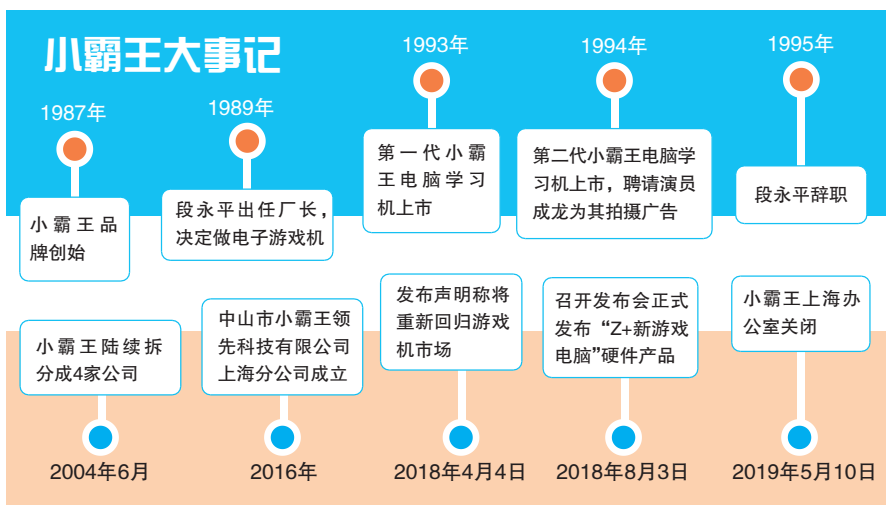 小霸王大事记
1987年
小霸王品
牌创始
1989年
段永平出任厂长，
决定做电子游戏机
1993年
第一代小霸
王电脑学习
机上市
1994年
第二代小霸王电脑学
习机上市，聘请演员
成龙为其拍摄广告
1995年
段永平辞职
小霸王陆续拆
分成4家公司
2004年6月
中山市小霸王领
先科技有限公司
上海分公司成立
2016年
发布声明称将
重新回归游戏
机市场
2018年4月4日
召开发布会正式
发布“Z+新游戏
电脑”硬件产品
2018年8月3日
小霸王上海办
公室关闭
2019年5月10日